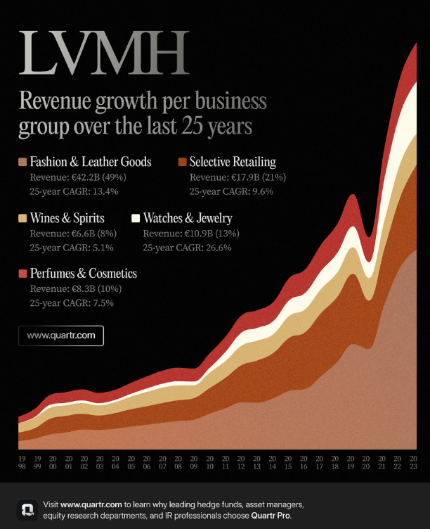 LVMH
Revenue growth per business
group over the last 25 years
Fashion & Leather Goods
Revenue: €42.2B (49%)
25-year CAGR: 13.4%
Selective Retailing
Revenue: €17.9B (21%)
25-year CAGR: 9.6%
Wines & Spirits
Revenue: €6.6B (8%)
25-year CAGR: 5.1%
Watches & Jewelry
Revenue: €10.9B (13%)
25-year CAGR: 26.6%
Perfumes & Cosmetics
Revenue: €8.3B (10%)
25-year CAGR: 7.5%
www.quartr.com
19 19 20 20 20 20 20 20 20 20 20 20 20 20 20 20 20 20 20 20 20 20 20 20 20 20
98 99 00 01 02 03 04 05 06 07 08 09 10 11 12 13 14 15 16 17 18 19 20 21 22 23
Visit www.quartr.com to learn why leading hedge funds, asset managers,
equity research departments, and IR professionals choose Quartr Pro.